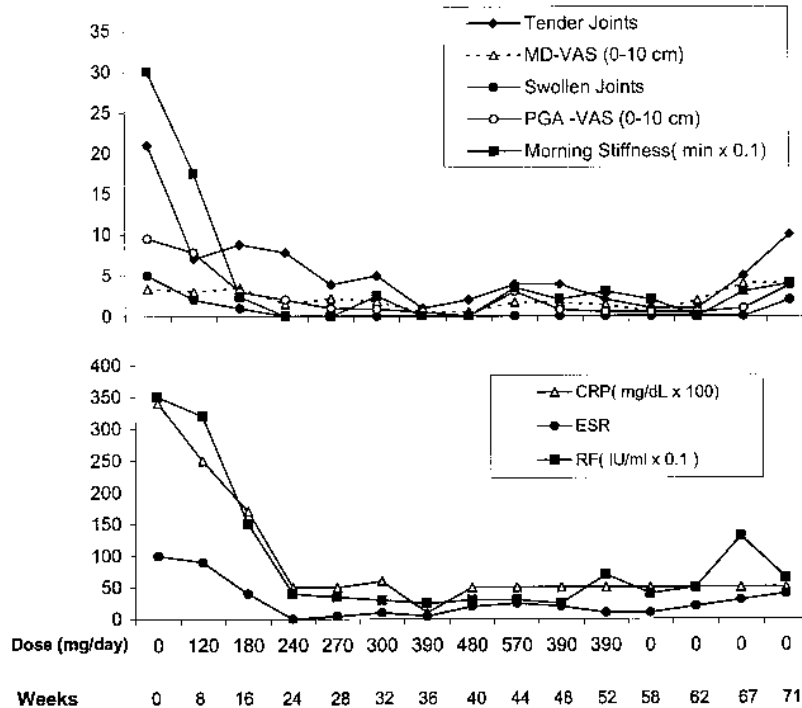 Tender Joints
MD-VAS (0-10 cm)
Swollen Joints
PGA -VAS (0-10 cm)
Morning Stiffness( min x 0.1)
35
30
25
20
15
10
5
0
CRP( mg/dL x 100)
ESR
RF( IU/ml x 0.1 )
400
350
300
250
200
150
100
50
0
Dose (mg/day) 0 120 180 240 270 300 390 480 570 390 390 0 0 0 0
Weeks 0 8 16 24 28 32 36 40 44 48 52 58 62 67 71